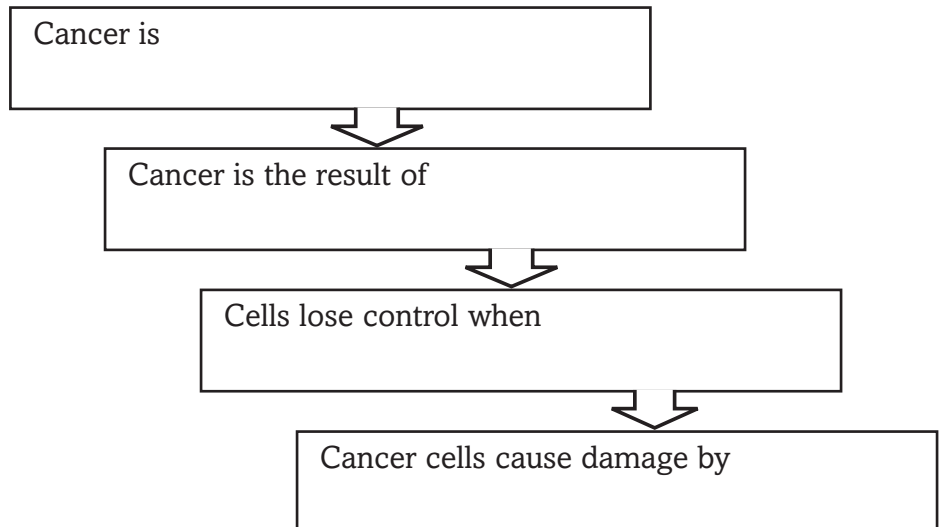 Cancer is
Cancer is the result of
Cells lose control when
Cancer cells cause damage by